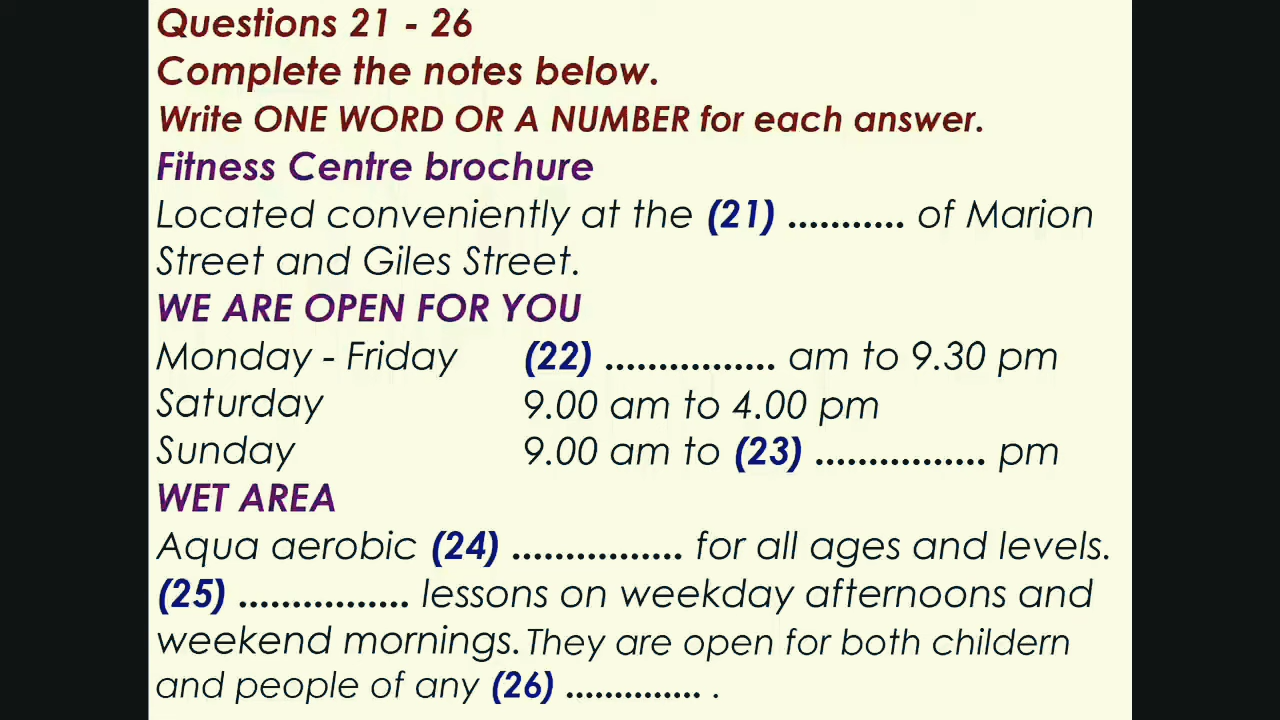 Questions 21 - 26
Complete the notes below.
Write ONE WORD OR A NUMBER for each answer.
Fitness Centre brochure
Located conveniently at the (21) ........... of Marion
Street and Giles Street.
WE ARE OPEN FOR YOU
Monday - Friday (22) ................ am to 9.30 pm
Saturday 9.00 am to 4.00 pm
Sunday 9.00 am to (23) ................ pm
WET AREA
Aqua aerobic (24) ................ for all ages and levels.
(25) ................ lessons on weekday afternoons and
weekend mornings. They are open for both childern
and people of any (26) ............. .